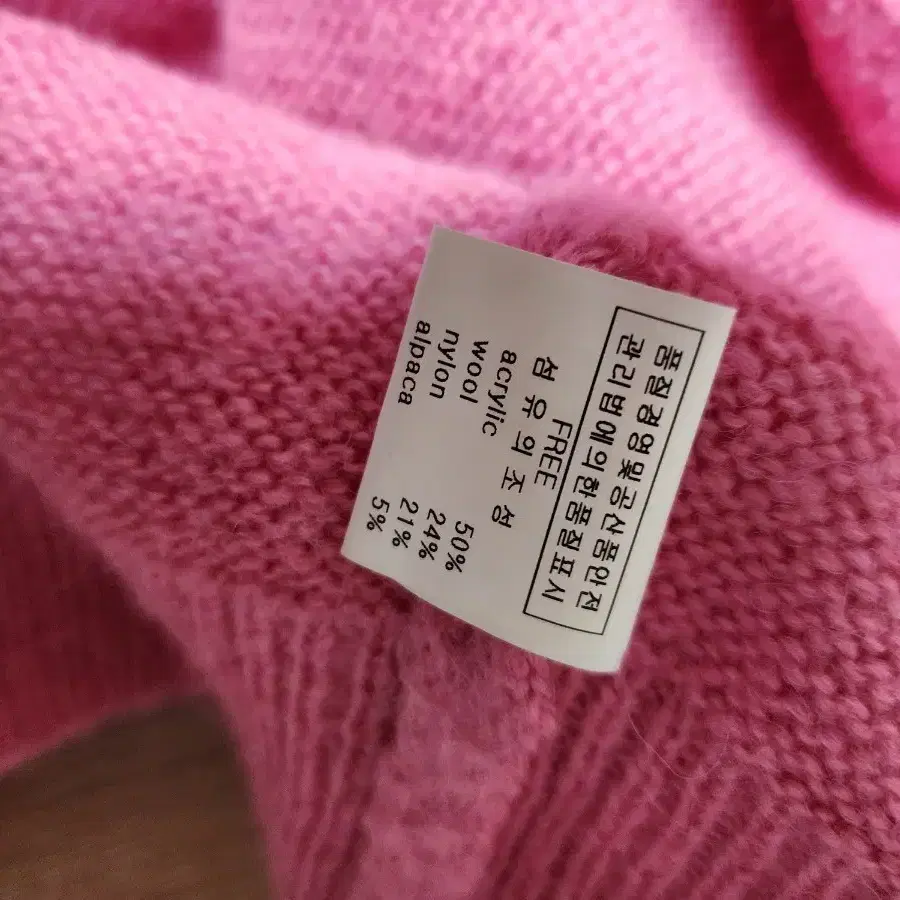 품질경영및공산품안전
관리법에의한품질표시
FREE
섬 유 의 조 성
acrylic 50%
wool 24%
nylon 21%
alpaca 5%